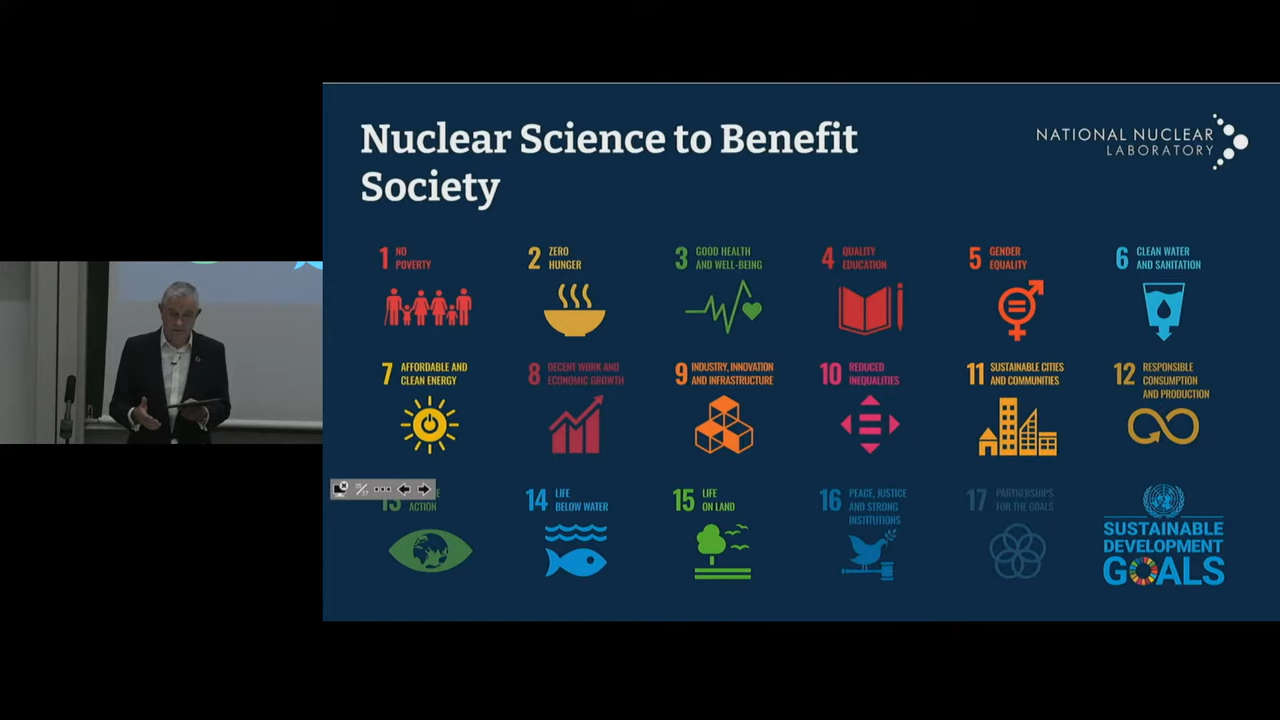 Nuclear Science to Benefit
Society
NATIONAL NUCLEAR
LABORATORY
1 NO
POVERTY
2 ZERO
HUNGER
3 GOOD HEALTH
AND WELL-BEING
4 QUALITY
EDUCATION
5 GENDER
EQUALITY
6 CLEAN WATER
AND SANITATION
7 AFFORDABLE AND
CLEAN ENERGY
8 DECENT WORK AND
ECONOMIC GROWTH
9 INDUSTRY, INNOVATION
AND INFRASTRUCTURE
10 REDUCED
INEQUALITIES
11 SUSTAINABLE CITIES
AND COMMUNITIES
12 RESPONSIBLE
CONSUMPTION
AND PRODUCTION
13
ACTION
14 LIFE
BELOW WATER
15 LIFE
ON LAND
16 PEACE, JUSTICE
AND STRONG
INSTITUTIONS
17 PARTNERSHIPS
FOR THE GOALS
SUSTAINABLE
DEVELOPMENT
GOALS